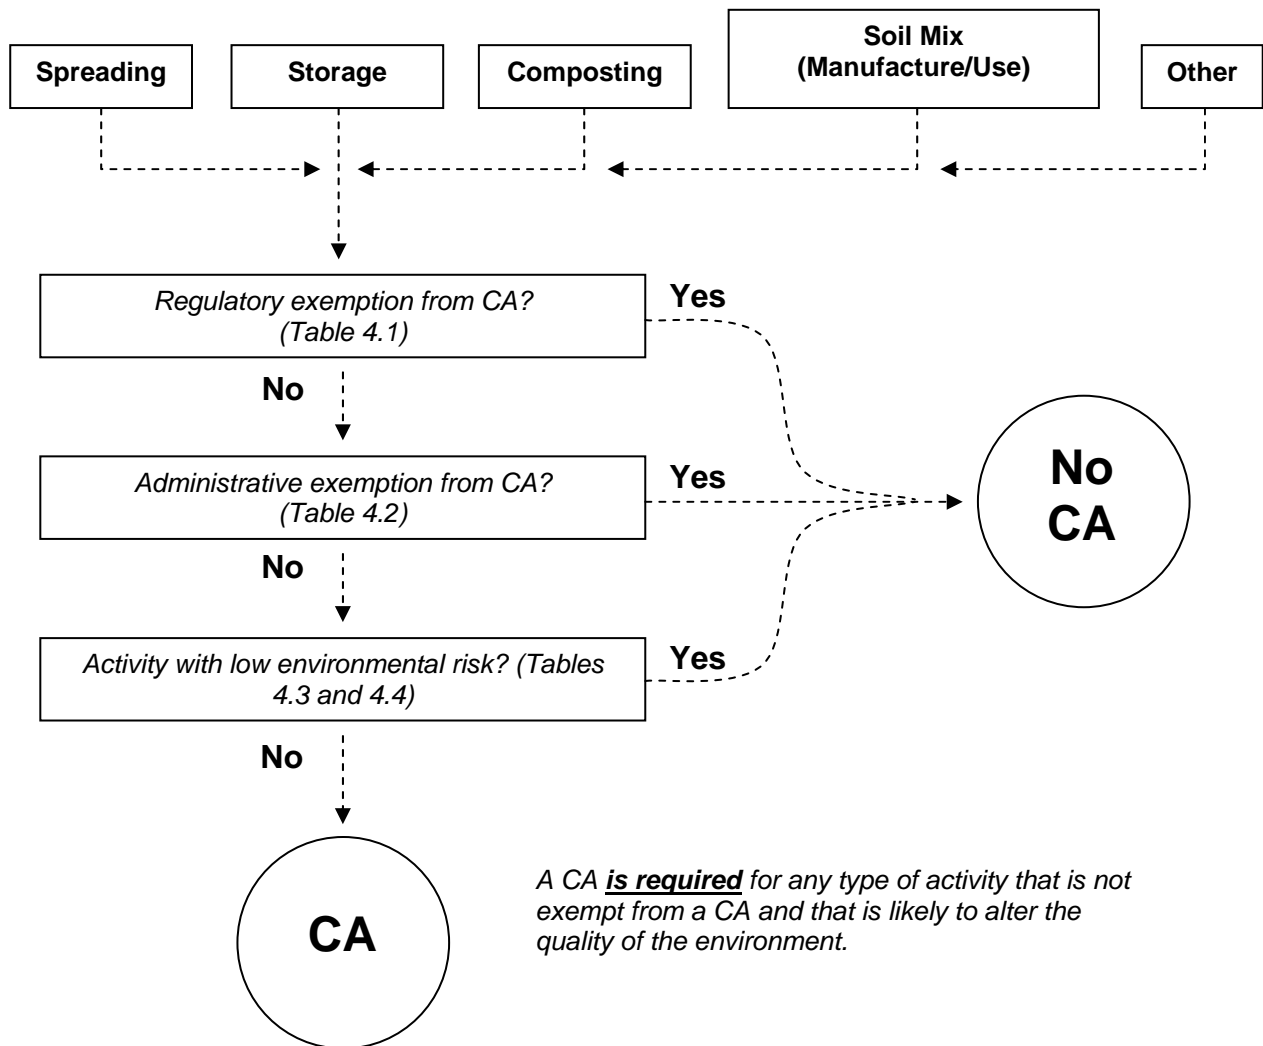 Spreading
Storage
Composting
Soil Mix
(Manufacture/Use)
Other
Regulatory exemption from CA?
(Table 4.1)
Yes
No
Administrative exemption from CA?
(Table 4.2)
Yes
No
No
CA
Activity with low environmental risk? (Tables
4.3 and 4.4)
Yes
No
CA
A CA is required for any type of activity that is not
exempt from a CA and that is likely to alter the
quality of the environment.